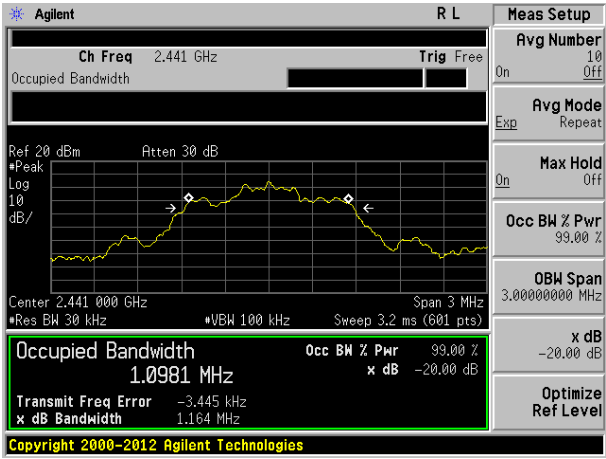 Agilent R L
Meas Setup
Ch Freq 2.441 GHz Trig Free
Occupied Bandwidth
Ref 20 dBm Atten 30 dB
#Peak
Log
10
dB/
Center 2.441 000 GHz Span 3 MHz
#Res BW 30 kHz #VBW 100 kHz Sweep 3.2 ms (601 pts)
Occupied Bandwidth Occ BW % Pwr 99.00 %
1.0981 MHz x dB -20.00 dB
Transmit Freq Error -3.445 kHz
x dB Bandwidth 1.164 MHz
Copyright 2000-2012 Agilent Technologies
Avg Number
10
On Off
Avg Mode
Exp Repeat
Max Hold
On Off
Occ BW % Pwr
99.00 %
OBW Span
3.00000000 MHz
x dB
-20.00 dB
Optimize
Ref Level